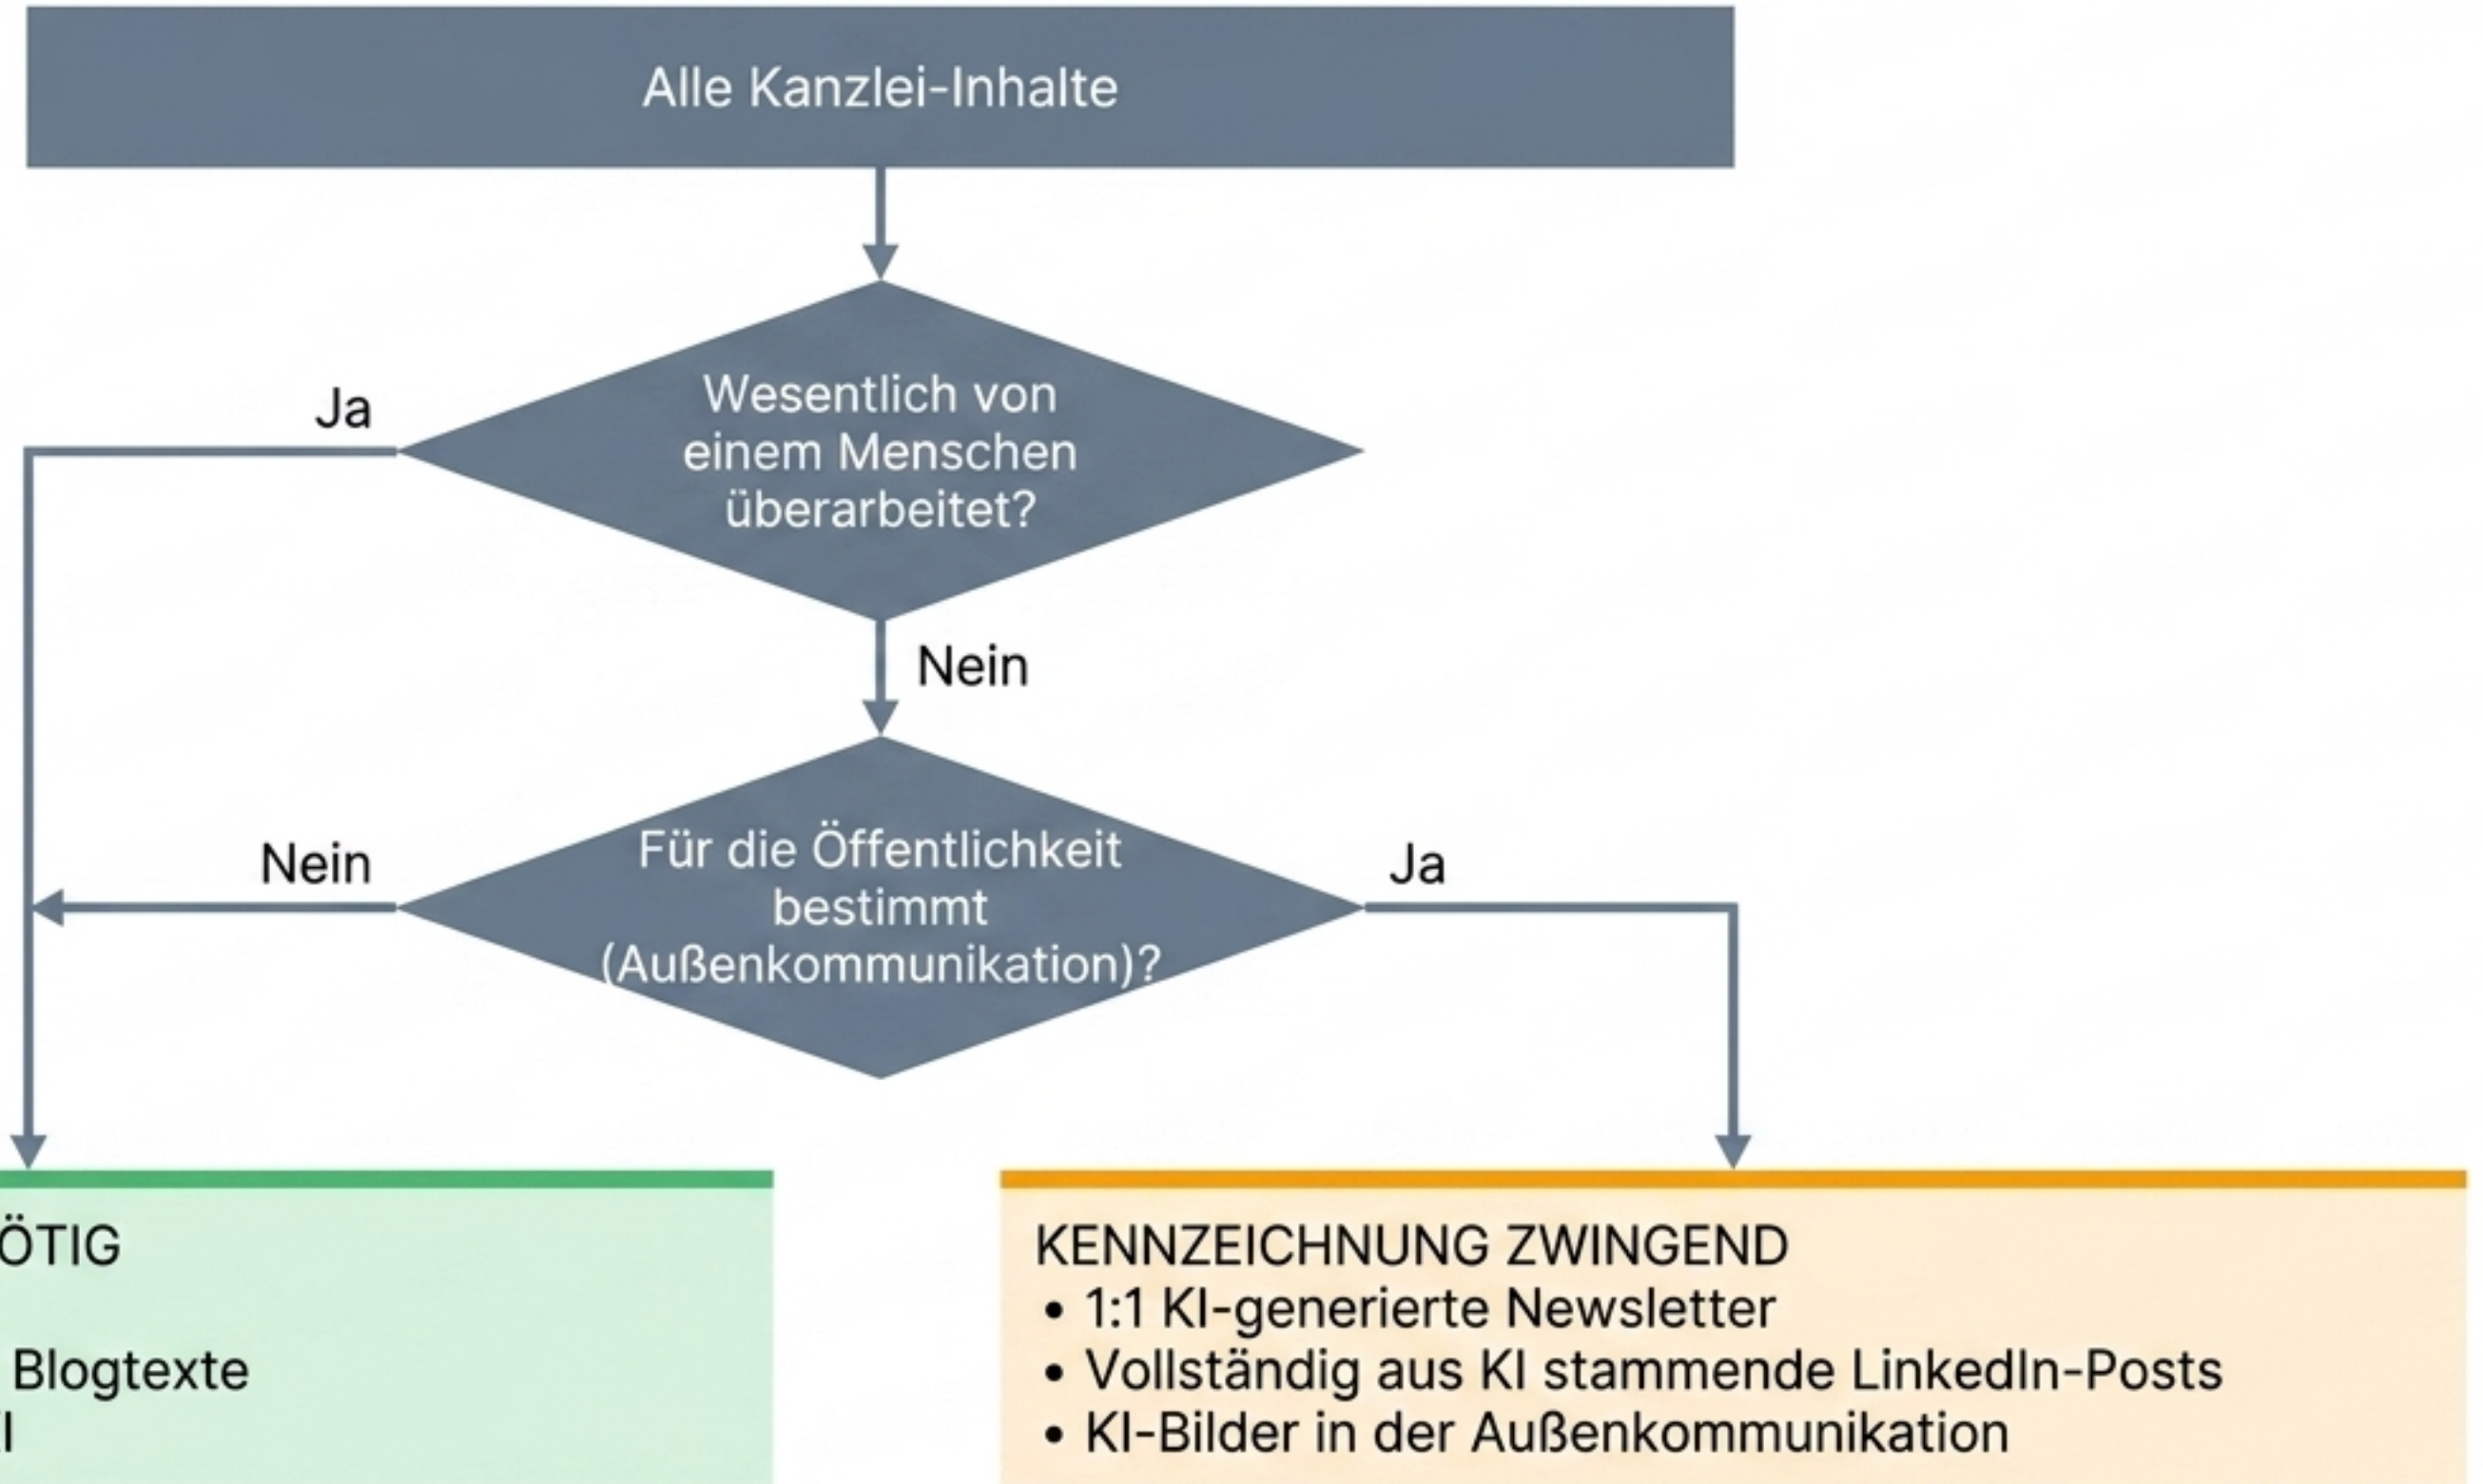 Alle Kanzlei-Inhalte
Wesentlich von
einem Menschen
überarbeitet?
Ja
Nein
Für die Öffentlichkeit
bestimmt
(Außenkommunikation)?
Nein
Ja
ÖTIG
Blogtexte
KENNZEICHNUNG ZWINGEND
• 1:1 KI-generierte Newsletter
• Vollständig aus KI stammende LinkedIn-Posts
• KI-Bilder in der Außenkommunikation